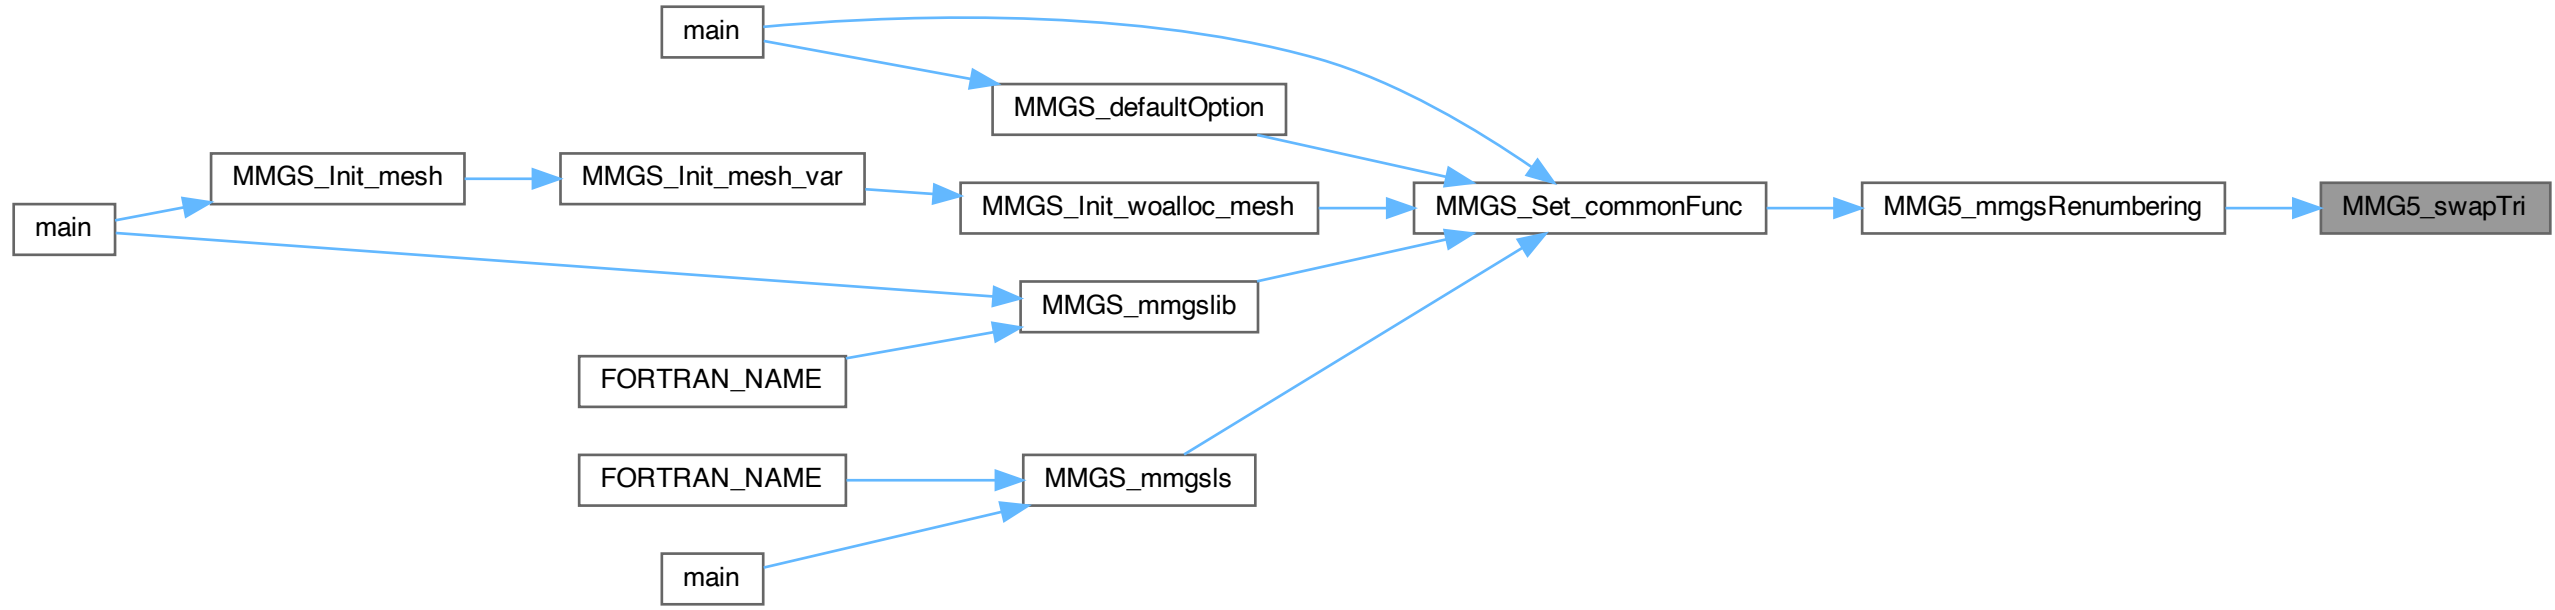 main
MMGS_defaultOption
MMGS_Init_mesh
MMGS_Init_mesh_var
MMGS_Init_woalloc_mesh
MMGS_Set_commonFunc
MMG5_mmgsRenumbering
MMG5_swapTri
main
MMGS_mmgslib
FORTRAN_NAME
FORTRAN_NAME
MMGS_mmgsls
main